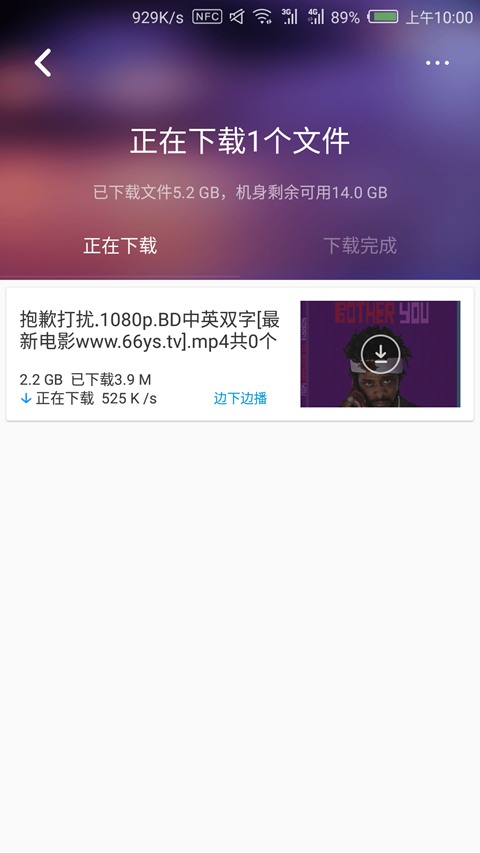 929K/s NFC 3G 4G 89% 上午10:00
正在下载1个文件
已下载文件5.2 GB，机身剩余可用14.0 GB
正在下载 下载完成
抱歉打扰.1080p.BD中英双字[最
新电影www.66ys.tv].mp4共0个
2.2 GB 已下载3.9 M
正在下载 525 K /s 边下边播
BOTHER YOU